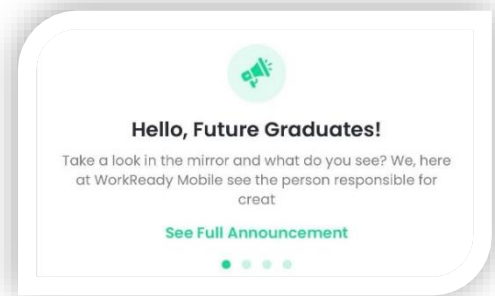 Hello, Future Graduates!
Take a look in the mirror and what do you see? We, here
at WorkReady Mobile see the person responsible for
creat
See Full Announcement